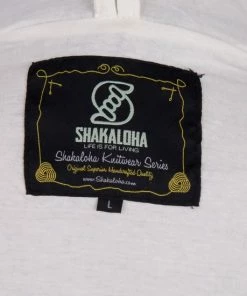 SHAKALOHA
LIFE IS FOR LIVING
Shakaloha Knitwear Series
Original Superior Handcrafted Quality
www.Shakaloha.com
L